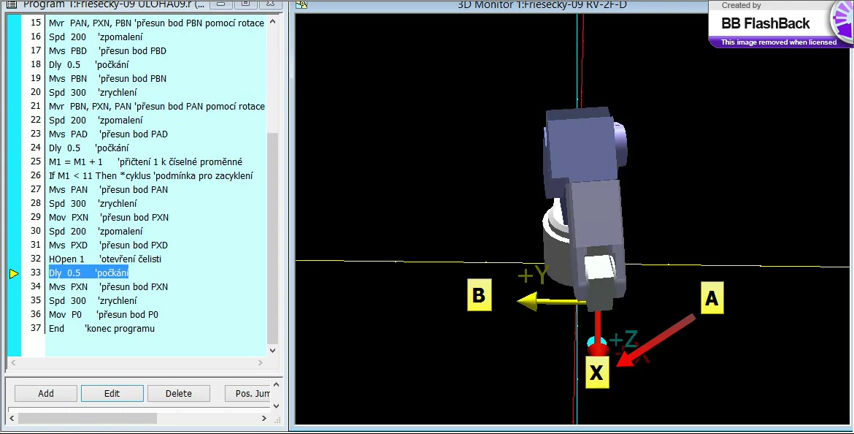 Program 1:Friesecky-09 ULOHA09.r (
15 Mvr PAN, PXN, PBN 'přesun bod PBN pomocí rotace
16 Spd 200 'zpomalení
17 Mvs PBD 'přesun bod PBD
18 Dly 0.5 'počkání
19 Mvs PBN 'přesun bod PBN
20 Spd 300 'zrychlení
21 Mvr PBN, PXN, PAN 'přesun bod PAN pomocí rotace
22 Spd 200 'zpomalení
23 Mvs PAD 'přesun bod PAD
24 Dly 0.5 'počkání
25 M1 = M1 + 1 'přičtení 1 k číselné proměnné
26 If M1 < 11 Then *cyklus 'podmínka pro zacyklení
27 Mvs PAN 'přesun bod PAN
28 Spd 300 'zrychlení
29 Mov PXN 'přesun bod PXN
30 Spd 200 'zpomalení
31 Mvs PXD 'přesun bod PXD
32 HOpen 1 'otevření čelisti
33 Dly 0.5 'počkání
34 Mvs PXN 'přesun bod PXN
35 Spd 300 'zrychlení
36 Mov P0 'přesun bod P0
37 End 'konec programu
Add Edit Delete Pos. Jum
3D Monitor 1:Friesecky-09 RV-2F-D
Created by
BB FlashBack
This image removed when licensed
+Y
B
A
+Z
+X
X